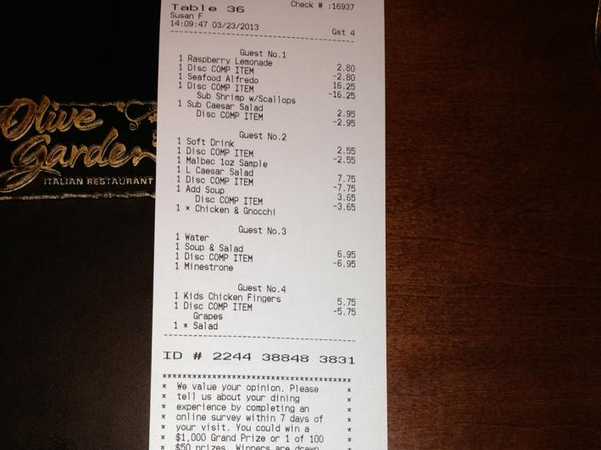 Olive
Garden
ITALIAN RESTAURANT
Table 36 Check # :16937
Susan F
14:09:47 03/23/2013 Gst 4
Guest No.1
1 Raspberry Lemonade 2.80
1 Disc COMP ITEM -2.80
1 Seafood Alfredo 16.25
1 Disc COMP ITEM -16.25
Sub Shrimp w/Scallops
1 Sub Caesar Salad 2.95
Disc COMP ITEM -2.95
Guest No.2
1 Soft Drink 2.55
1 Disc COMP ITEM -2.55
1 Malbec 1oz Sample
1 L Caesar Salad 7.75
1 Disc COMP ITEM -7.75
1 Add Soup 3.65
Disc COMP ITEM -3.65
1 * Chicken & Gnocchi
Guest No.3
1 Water
1 Soup & Salad 6.95
1 Disc COMP ITEM -6.95
1 Minestrone
Guest No.4
1 Kids Chicken Fingers 5.75
1 Disc COMP ITEM -5.75
Grapes
1 * Salad
ID # 2244 38848 3831
* We value your opinion. Please *
* tell us about your dining *
* experience by completing an *
* online survey within 7 days of *
* your visit. You could win a *
* $1,000 Grand Prize or 1 of 100 *
* $50 prizes. Winners are drawn *